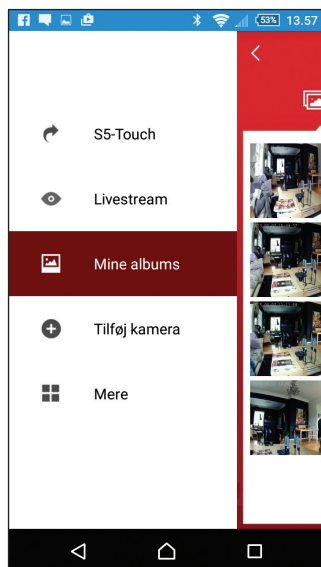 53% 13.57
S5-Touch
Livestream
Mine albums
Tilføj kamera
Mere